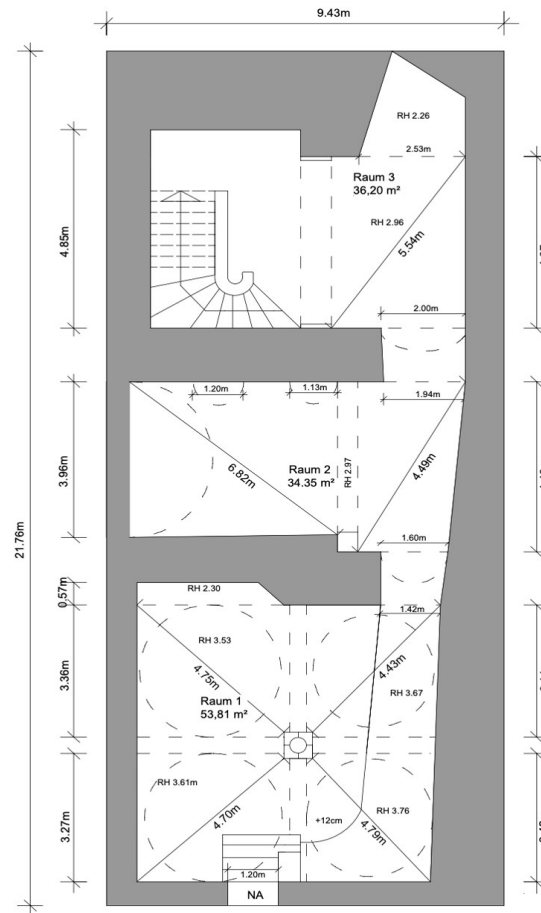 9.43m
RH 2.26
2.53m
Raum 3
36,20 m²
RH 2.96
5.54m
4.85m
2.00m
1.20m
1.13m
1.94m
3.96m
6.82m
Raum 2
34.35 m²
RH 2.97
4.49m
21.76m
1.60m
0.57m
RH 2.30
1.42m
RH 3.53
4.75m
4.43m
3.36m
RH 3.67
Raum 1
53,81 m²
RH 3.61m
4.70m
+12cm
RH 3.76
4.79m
3.27m
1.20m
NA